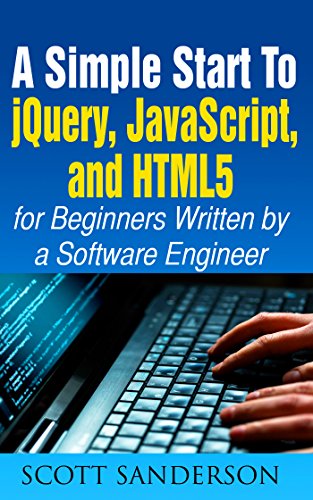 A Simple Start To
jQuery, JavaScript,
and HTML5
for Beginners Written by
a Software Engineer
SCOTT SANDERSON